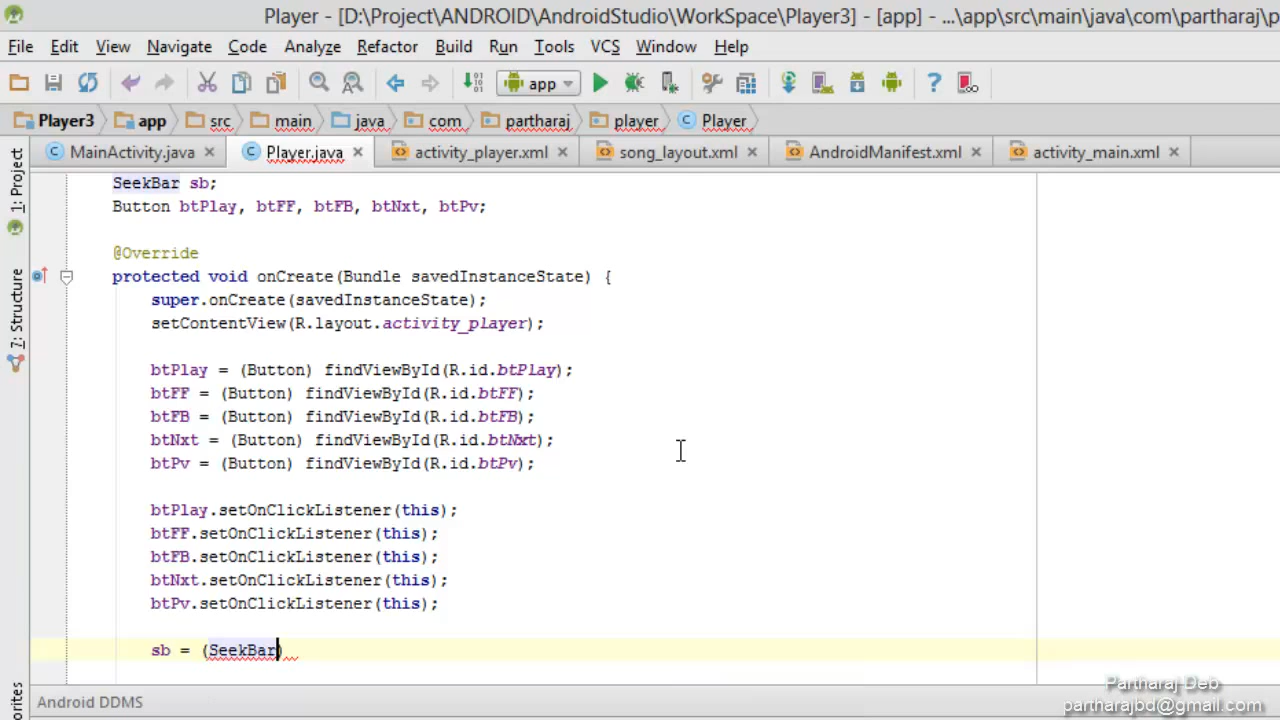 Player - [D:\Project\ANDROID\AndroidStudio\WorkSpace\Player3] - [app] - ...\app\src\main\java\com\partharaj\p
File Edit View Navigate Code Analyze Refactor Build Run Tools VCS Window Help
app
Player3 app src main java com partharaj player Player
MainActivity.java Player.java activity_player.xml song_layout.xml AndroidManifest.xml activity_main.xml
1: Project
7: Structure
SeekBar sb;
Button btPlay, btFF, btFB, btNxt, btPv;
@Override
protected void onCreate(Bundle savedInstanceState) {
super.onCreate(savedInstanceState);
setContentView(R.layout.activity_player);
btPlay = (Button) findViewById(R.id.btPlay);
btFF = (Button) findViewById(R.id.btFF);
btFB = (Button) findViewById(R.id.btFB);
btNxt = (Button) findViewById(R.id.btNxt);
btPv = (Button) findViewById(R.id.btPv);
btPlay.setOnClickListener(this);
btFF.setOnClickListener(this);
btFB.setOnClickListener(this);
btNxt.setOnClickListener(this);
btPv.setOnClickListener(this);
sb = (SeekBar)
Android DDMS
Partharaj Deb
partharajbd@gmail.com